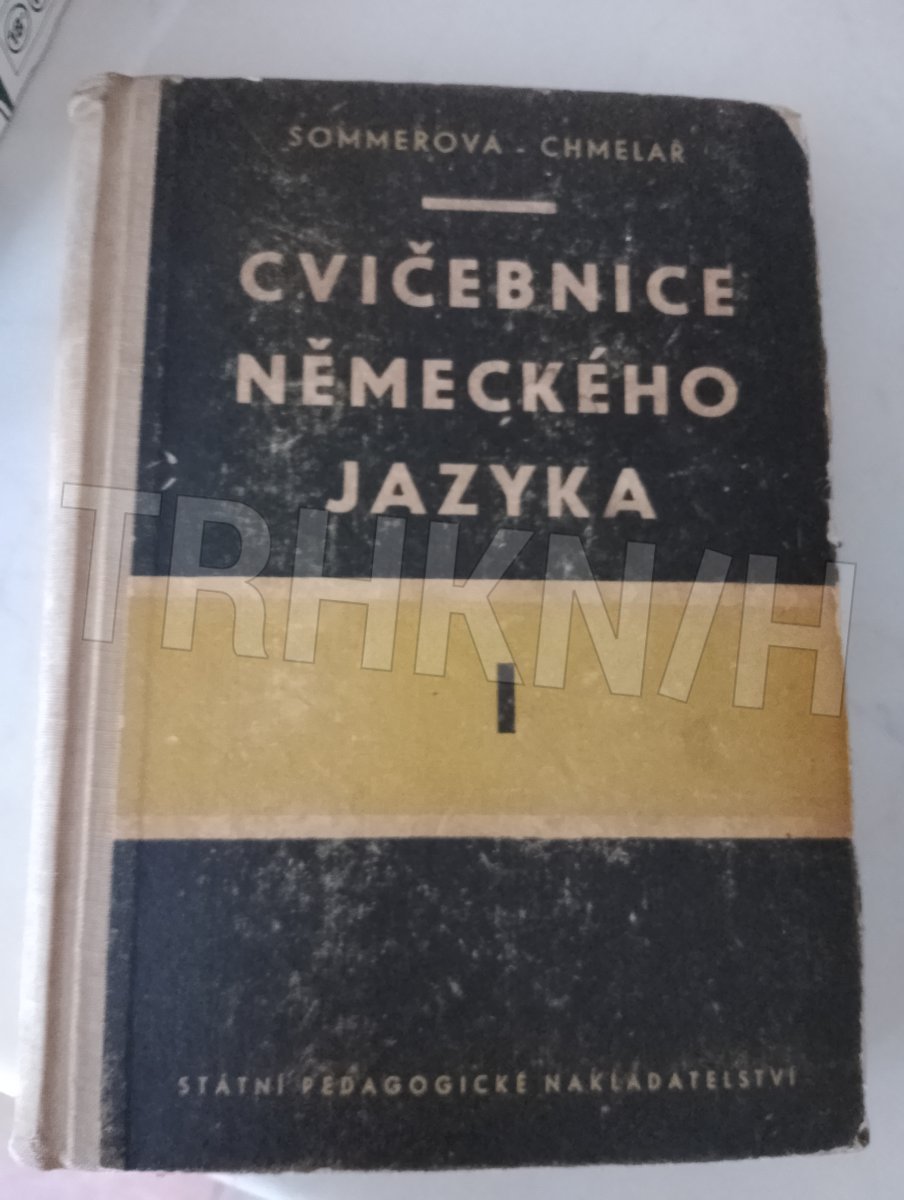 SOMMEROVÁ - CHMELAŘ
CVIČEBNICE
NĚMECKÉHO
JAZYKA
TRHKNIH
I
STÁTNÍ PEDAGOGICKÉ NAKLADATELSTVÍ